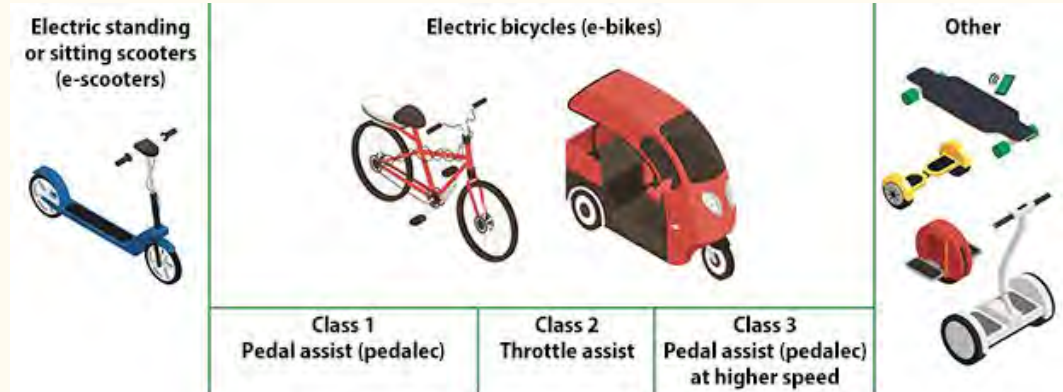 Electric standing
or sitting scooters
(e-scooters)
Electric bicycles (e-bikes)
Other
Class 1
Pedal assist (pedalec)
Class 2
Throttle assist
Class 3
Pedal assist (pedalec)
at higher speed